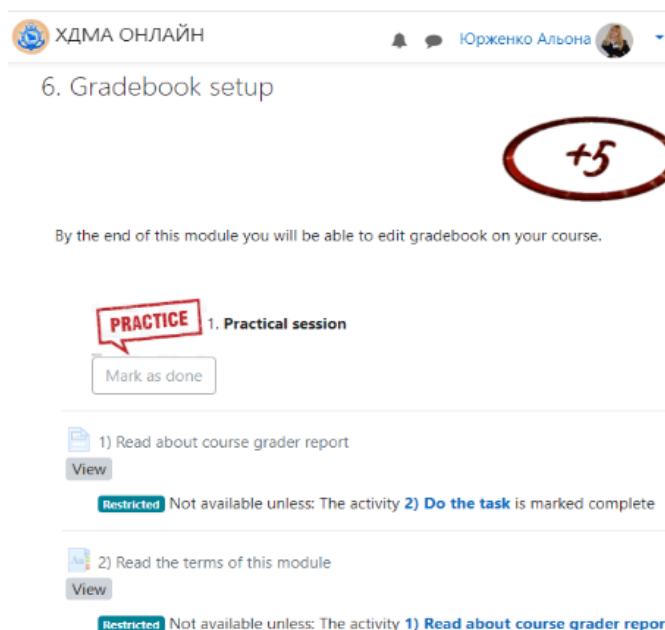 ХДМА ОНЛАЙН
Юрженко Альона
6. Gradebook setup
+5
By the end of this module you will be able to edit gradebook on your course.
PRACTICE
1. Practical session
Mark as done
1) Read about course grader report
View
Restricted Not available unless: The activity 2) Do the task is marked complete
2) Read the terms of this module
View
Restricted Not available unless: The activity 1) Read about course grader repor